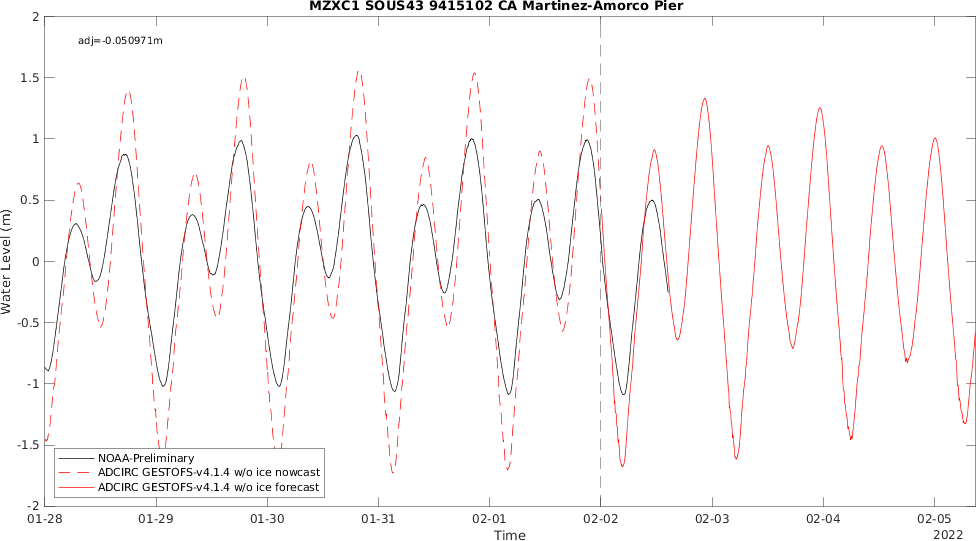 MZXC1 SOUS43 9415102 CA Martinez-Amorco Pier
2
adj=-0.050971m
1.5
1
0.5
0
-0.5
-1
-1.5
-2
Water Level (m)
NOAA-Preliminary
ADCIRC GESTOFS-v4.1.4 w/o ice nowcast
ADCIRC GESTOFS-v4.1.4 w/o ice forecast
01-28 01-29 01-30 01-31 02-01 02-02 02-03 02-04 02-05
Time
2022